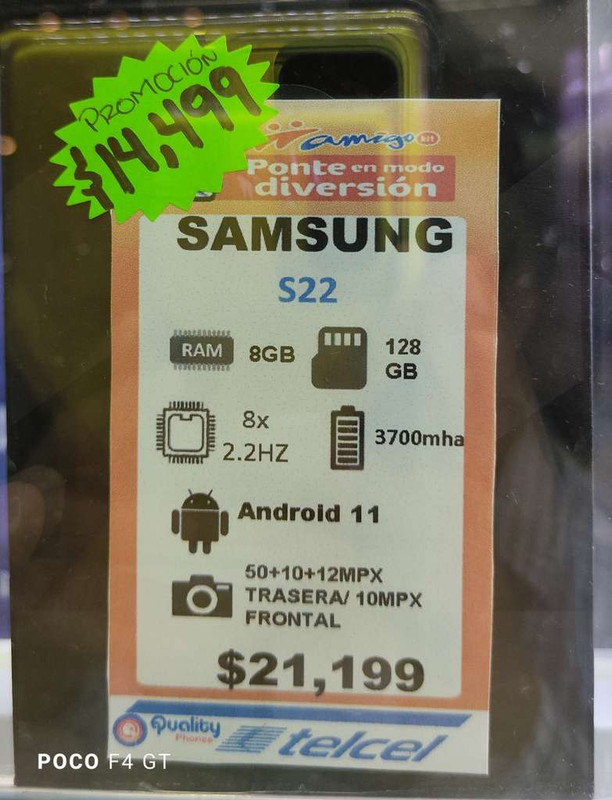 PROMOCIÓN
$14,499
amigo kit
Ponte en modo
diversión
SAMSUNG
S22
RAM
8GB
128
GB
8x
2.2HZ
3700mha
Android 11
50+10+12MPX
TRASERA/ 10MPX
FRONTAL
$21,199
Quality
Phones
telcel
POCO F4 GT